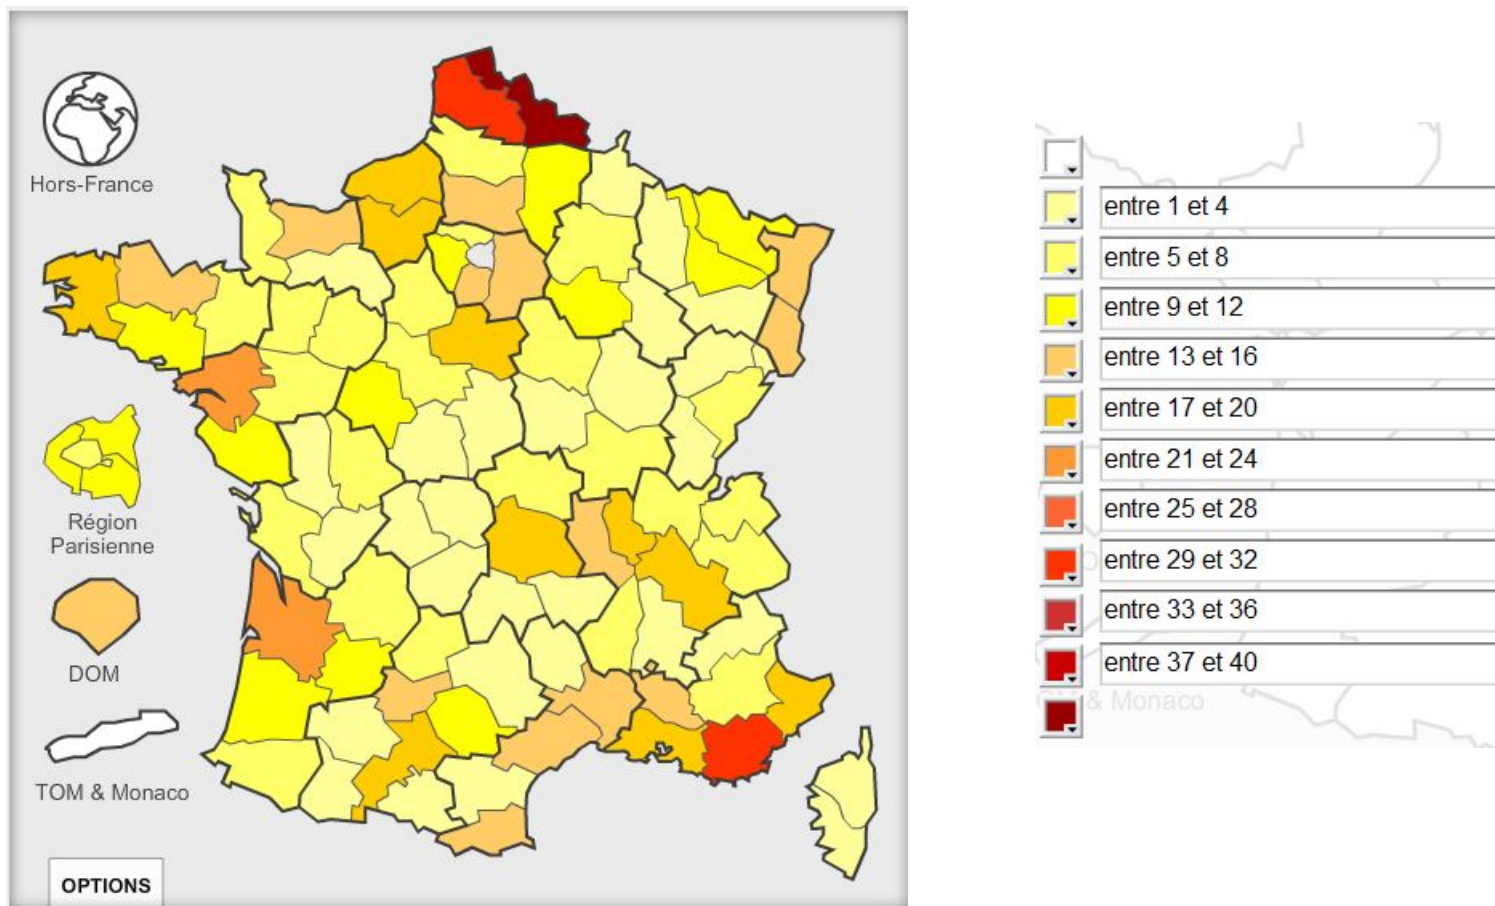 Hors-France
Région
Parisienne
DOM
TOM & Monaco
OPTIONS
entre 1 et 4
entre 5 et 8
entre 9 et 12
entre 13 et 16
entre 17 et 20
entre 21 et 24
entre 25 et 28
entre 29 et 32
entre 33 et 36
entre 37 et 40
& Monaco